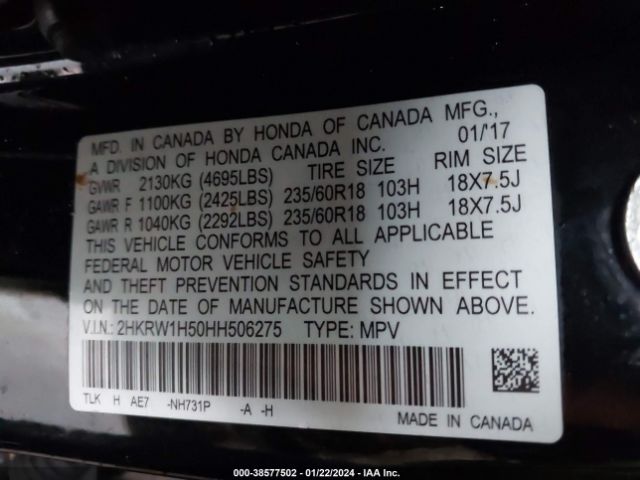 MFD. IN CANADA BY HONDA OF CANADA MFG.,
A DIVISION OF HONDA CANADA INC. 01/'17
GVWR 2130KG (4695LBS) TIRE SIZE RIM SIZE
GAWR F 1100KG (2425LBS) 235/60R18 103H 18X7.5J
GAWR R 1040KG (2292LBS) 235/60R18 103H 18X7.5J
THIS VEHICLE CONFORMS TO ALL APPLICABLE
FEDERAL MOTOR VEHICLE SAFETY
AND THEFT PREVENTION STANDARDS IN EFFECT
ON THE DATE OF MANUFACTURE SHOWN ABOVE.
V.I.N.: 2HKRW1H50HH506275 TYPE: MPV
TLK H AE7 -NH731P -A -H
MADE IN CANADA
000-38577502 - 01/22/2024 - IAA Inc.